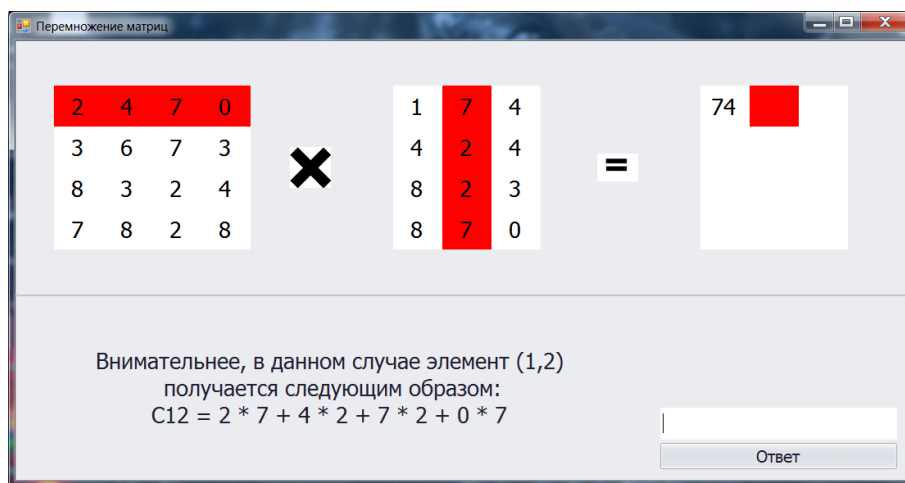 Перемножение матриц
2 4 7 0
3 6 7 3
8 3 2 4
7 8 2 8
×
1 7 4
4 2 4
8 2 3
8 7 0
=
74
Внимательнее, в данном случае элемент (1,2)
получается следующим образом:
C12 = 2 * 7 + 4 * 2 + 7 * 2 + 0 * 7
Ответ